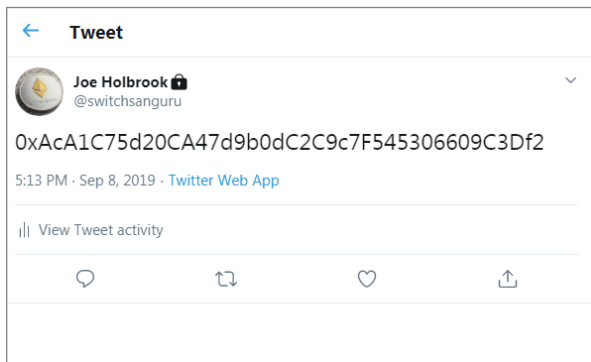 Tweet
Joe Holbrook
@switchsanguru
0xAcA1C75d20CA47d9b0dC2C9c7F545306609C3Df2
5:13 PM · Sep 8, 2019 · Twitter Web App
View Tweet activity